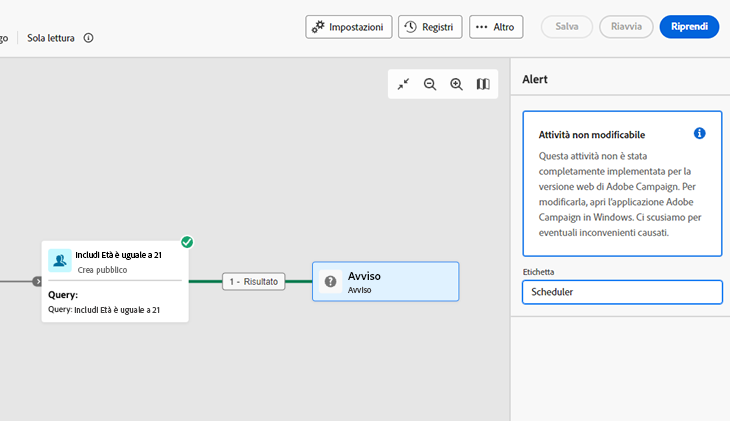 go
Sola lettura
Impostazioni
Registri
Altro
Salva
Riavvia
Riprendi
Alert
Attività non modificabile
Questa attività non è stata
completamente implementata per la
versione web di Adobe Campaign. Per
modificarla, apri l'applicazione Adobe
Campaign in Windows. Ci scusiamo per
eventuali inconvenienti causati.
Etichetta
Scheduler
Includi Età è uguale a 21
Crea pubblico
Query:
Query: Includi Età è uguale a 21
1 - Risultato
Avviso
Avviso